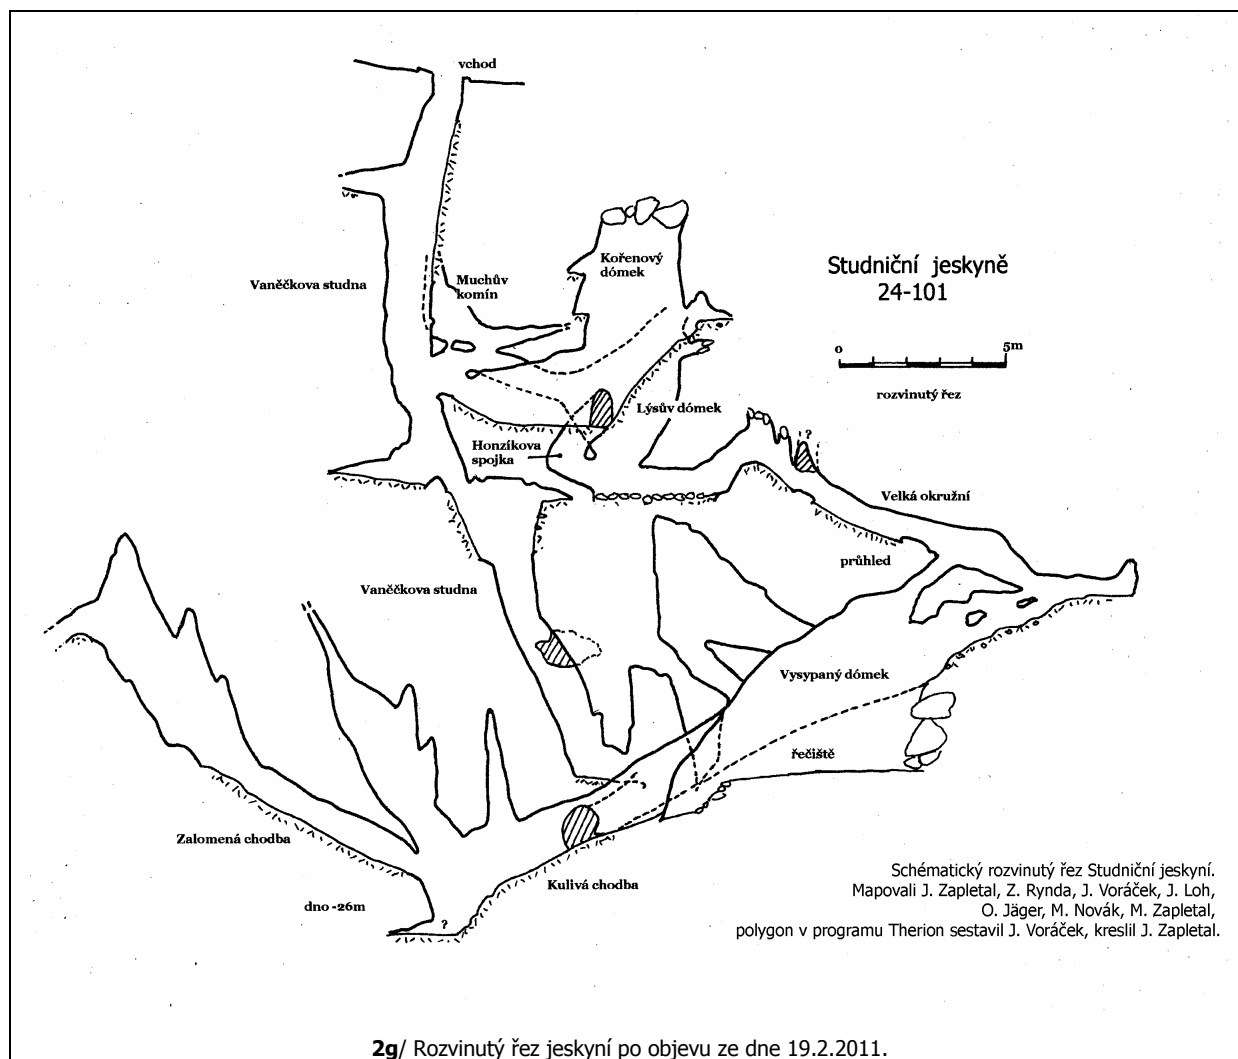 vchod
Kořenový
dómek
Studniční jeskyně
24-101
Vaněčkova studna
Muchův
komín
0
5m
rozvinutý řez
Lýsův dómek
Honzíkova
spojka
?
Velká okružní
průhled
Vaněčkova studna
Vysypaný dómek
řečiště
Zalomená chodba
Kulivá chodba
dno -26m
?
Schématický rozvinutý řez Studniční jeskyní.
Mapovali J. Zapletal, Z. Rynda, J. Voráček, J. Loh,
O. Jäger, M. Novák, M. Zapletal,
polygon v programu Therion sestavil J. Voráček, kreslil J. Zapletal.
2g/ Rozvinutý řez jeskyní po objevu ze dne 19.2.2011.